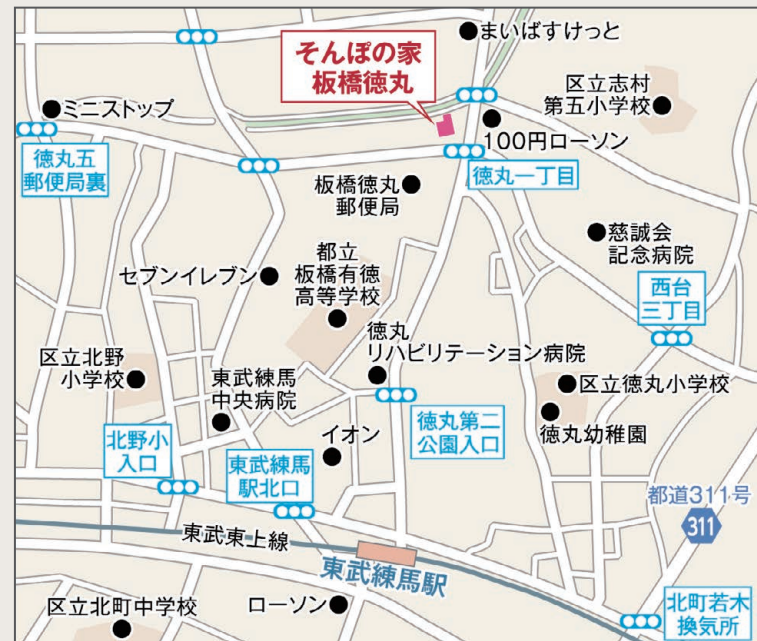 まいばすけっと
そんぽの家
板橋徳丸
区立志村
第五小学校
ミニストップ
100円ローソン
徳丸五
郵便局裏
徳丸一丁目
板橋徳丸
郵便局
慈誠会
記念病院
都立
板橋有徳
高等学校
セブンイレブン
西台
三丁目
徳丸
リハビリテーション病院
区立北野
小学校
東武練馬
中央病院
区立徳丸小学校
徳丸第二
公園入口
徳丸幼稚園
北野小
入口
イオン
東武練馬
駅北口
都道311号
311
東武東上線
東武練馬駅
区立北町中学校
ローソン
北町若木
換気所